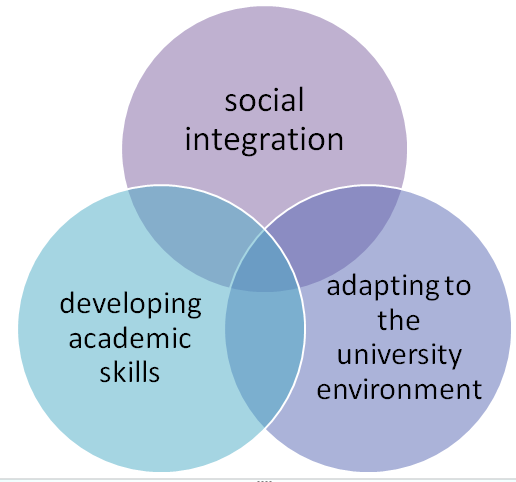 social
integration
developing
academic
skills
adapting to
the
university
environment